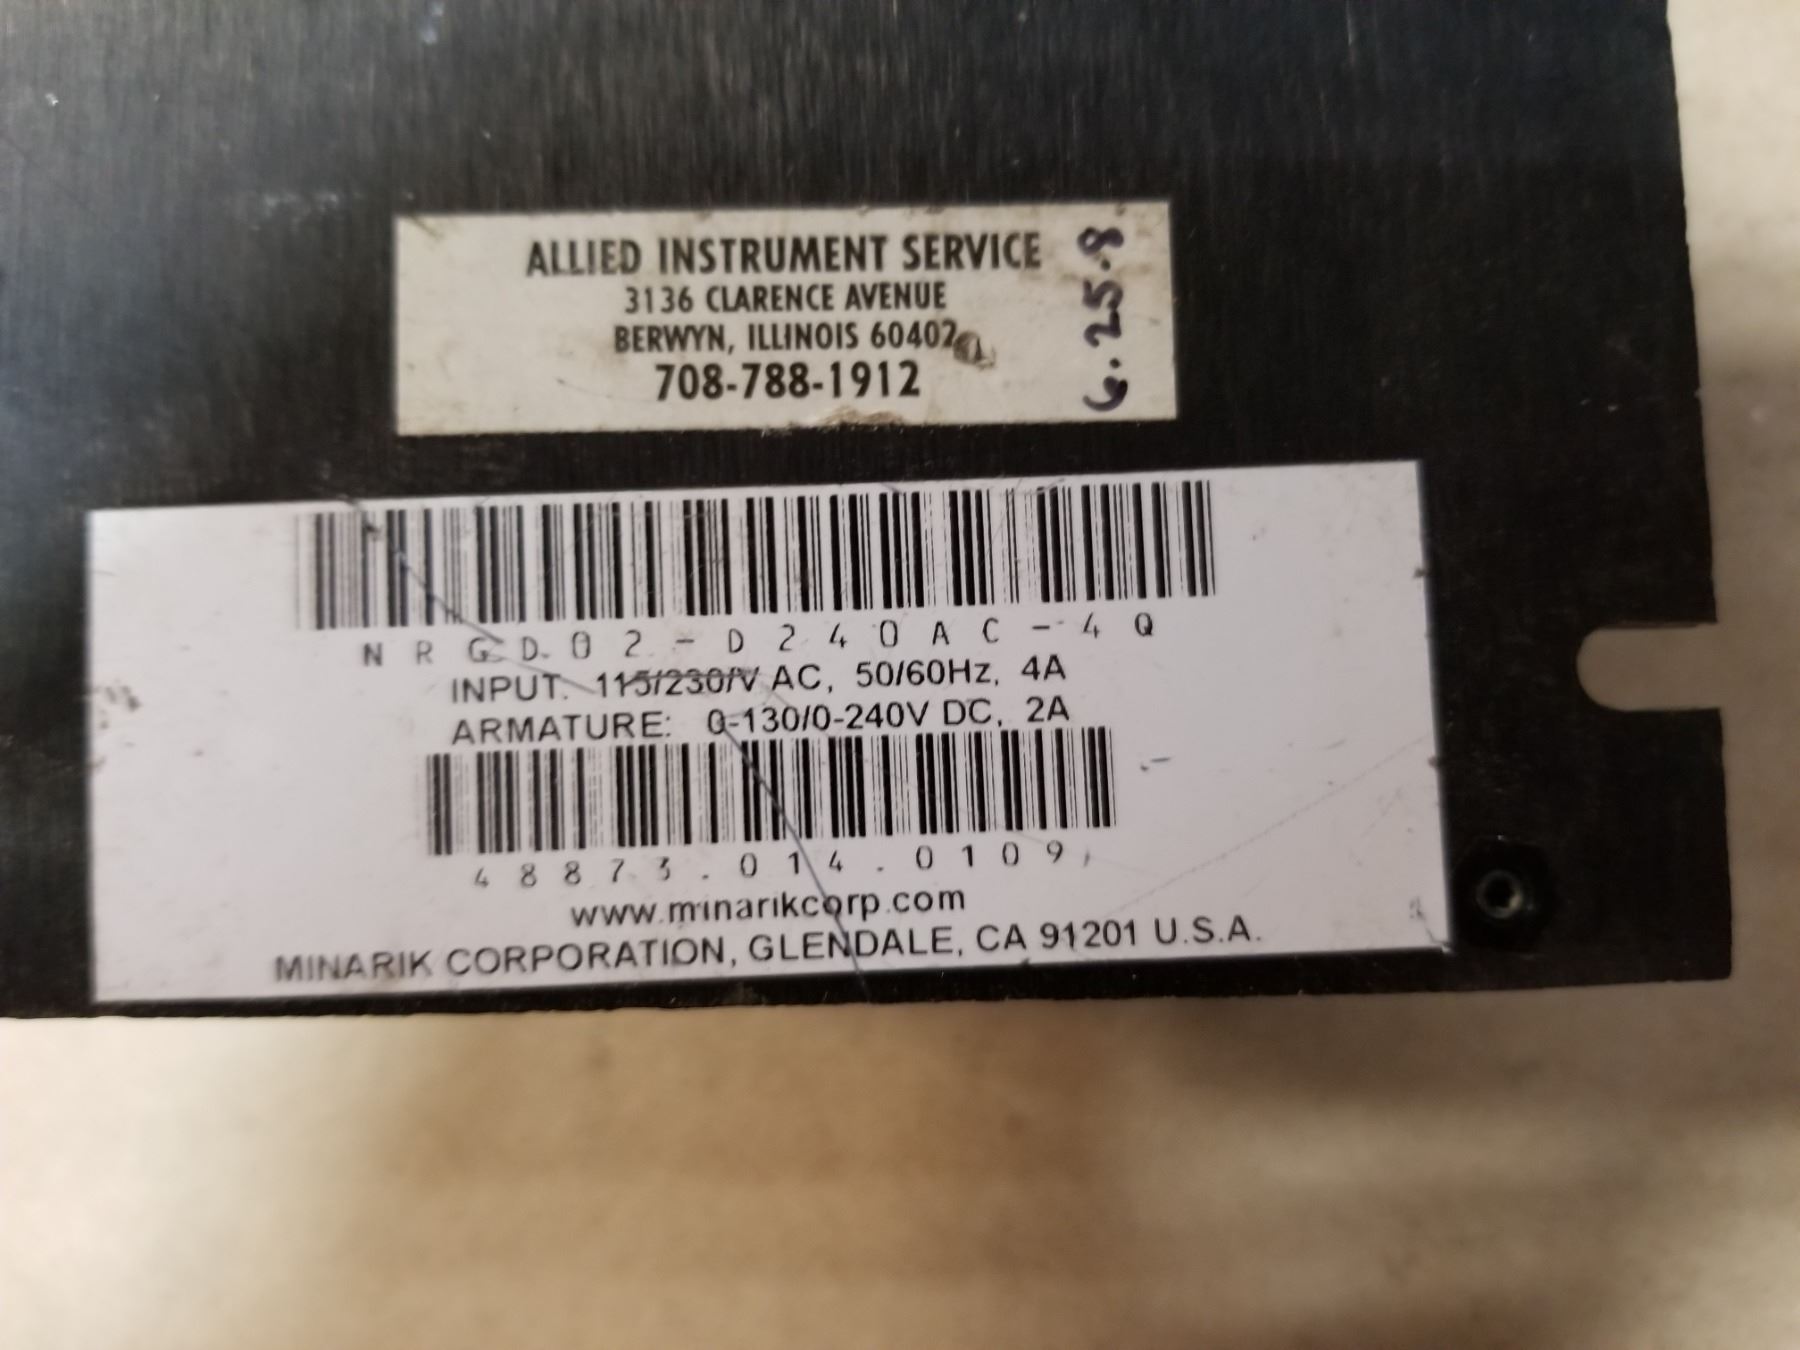 ALLIED INSTRUMENT SERVICE
3136 CLARENCE AVENUE
BERWYN, ILLINOIS 60402
708-788-1912
6.25.8
NRGD02-D240AC-4Q
INPUT: 115/230/V AC, 50/60Hz, 4A
ARMATURE: 0-130/0-240V DC, 2A
48873.014.0109
www.minarikcorp.com
MINARIK CORPORATION, GLENDALE, CA 91201 U.S.A.